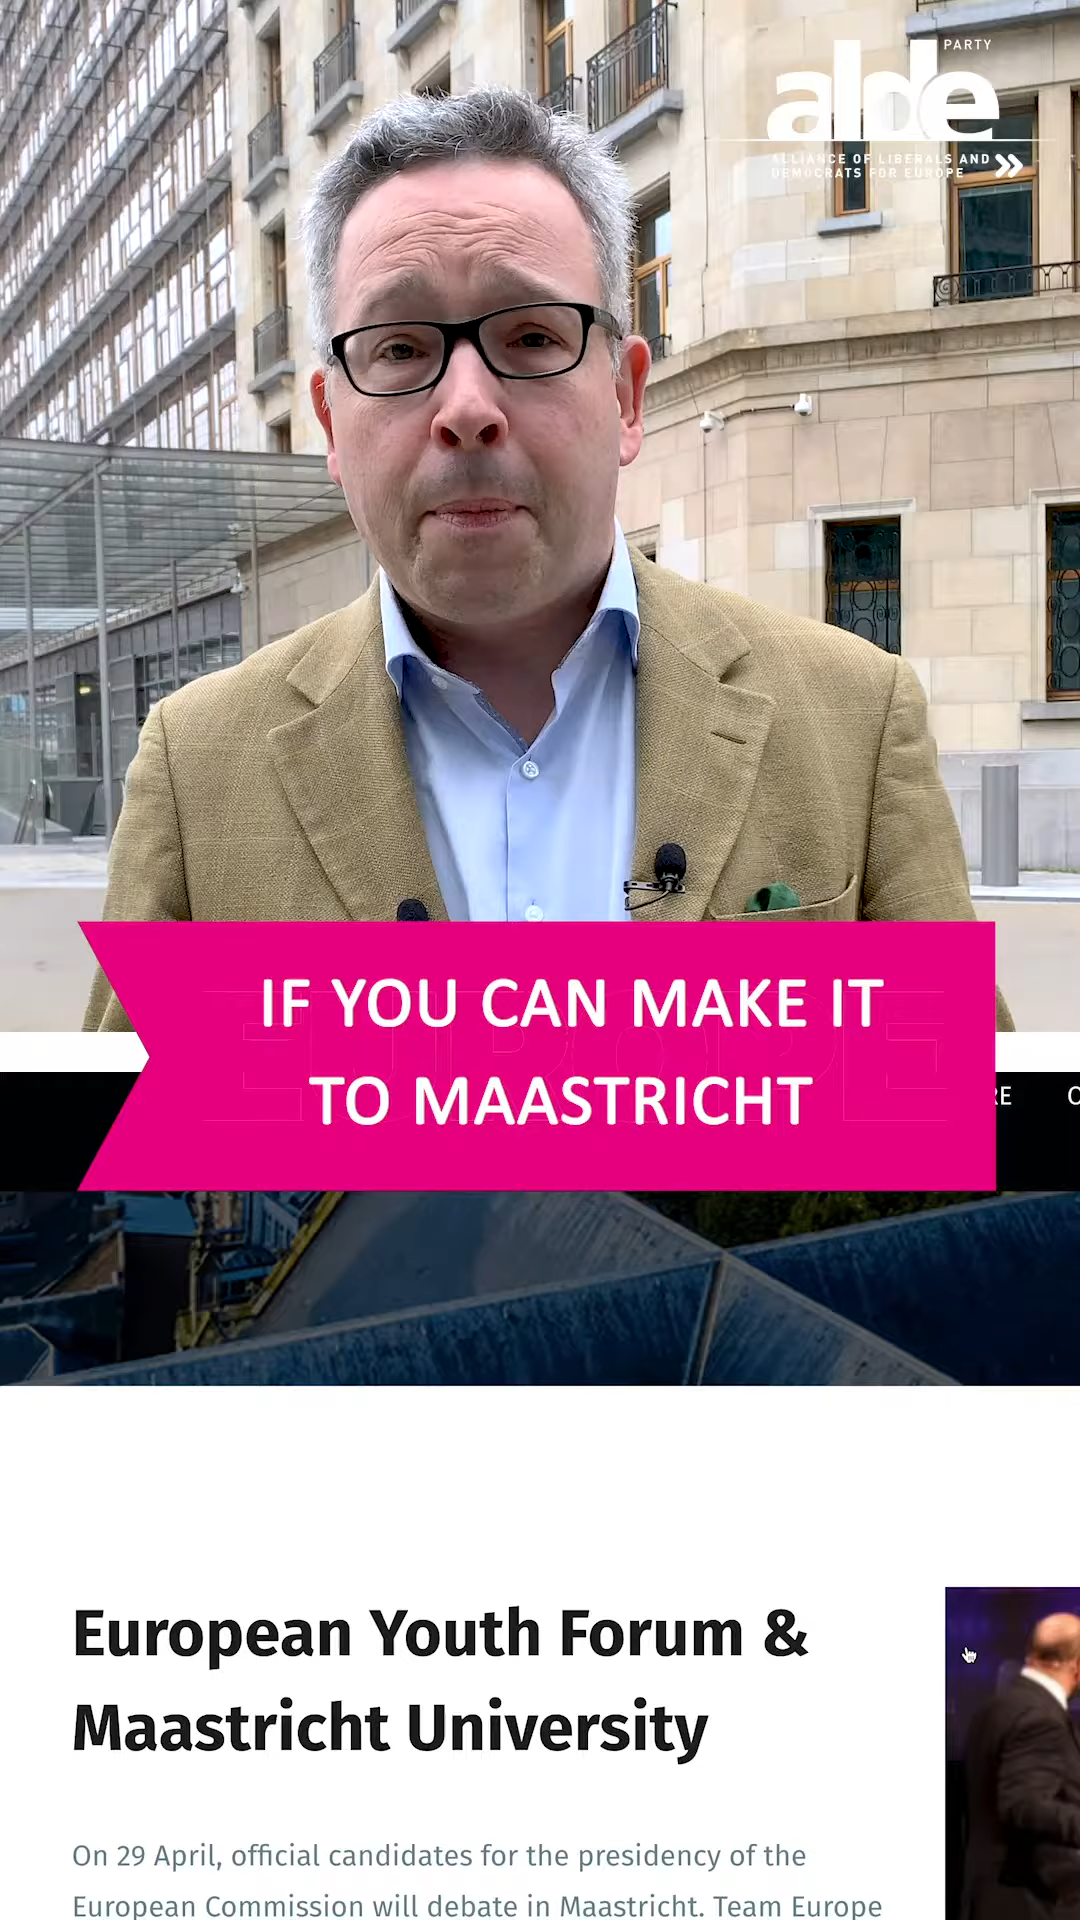 PARTY
alde
ALLIANCE OF LIBERALS AND
DEMOCRATS FOR EUROPE
IF YOU CAN MAKE IT
TO MAASTRICHT
EUROPE
European Youth Forum &
Maastricht University
On 29 April, official candidates for the presidency of the
European Commission will debate in Maastricht. Team Europe